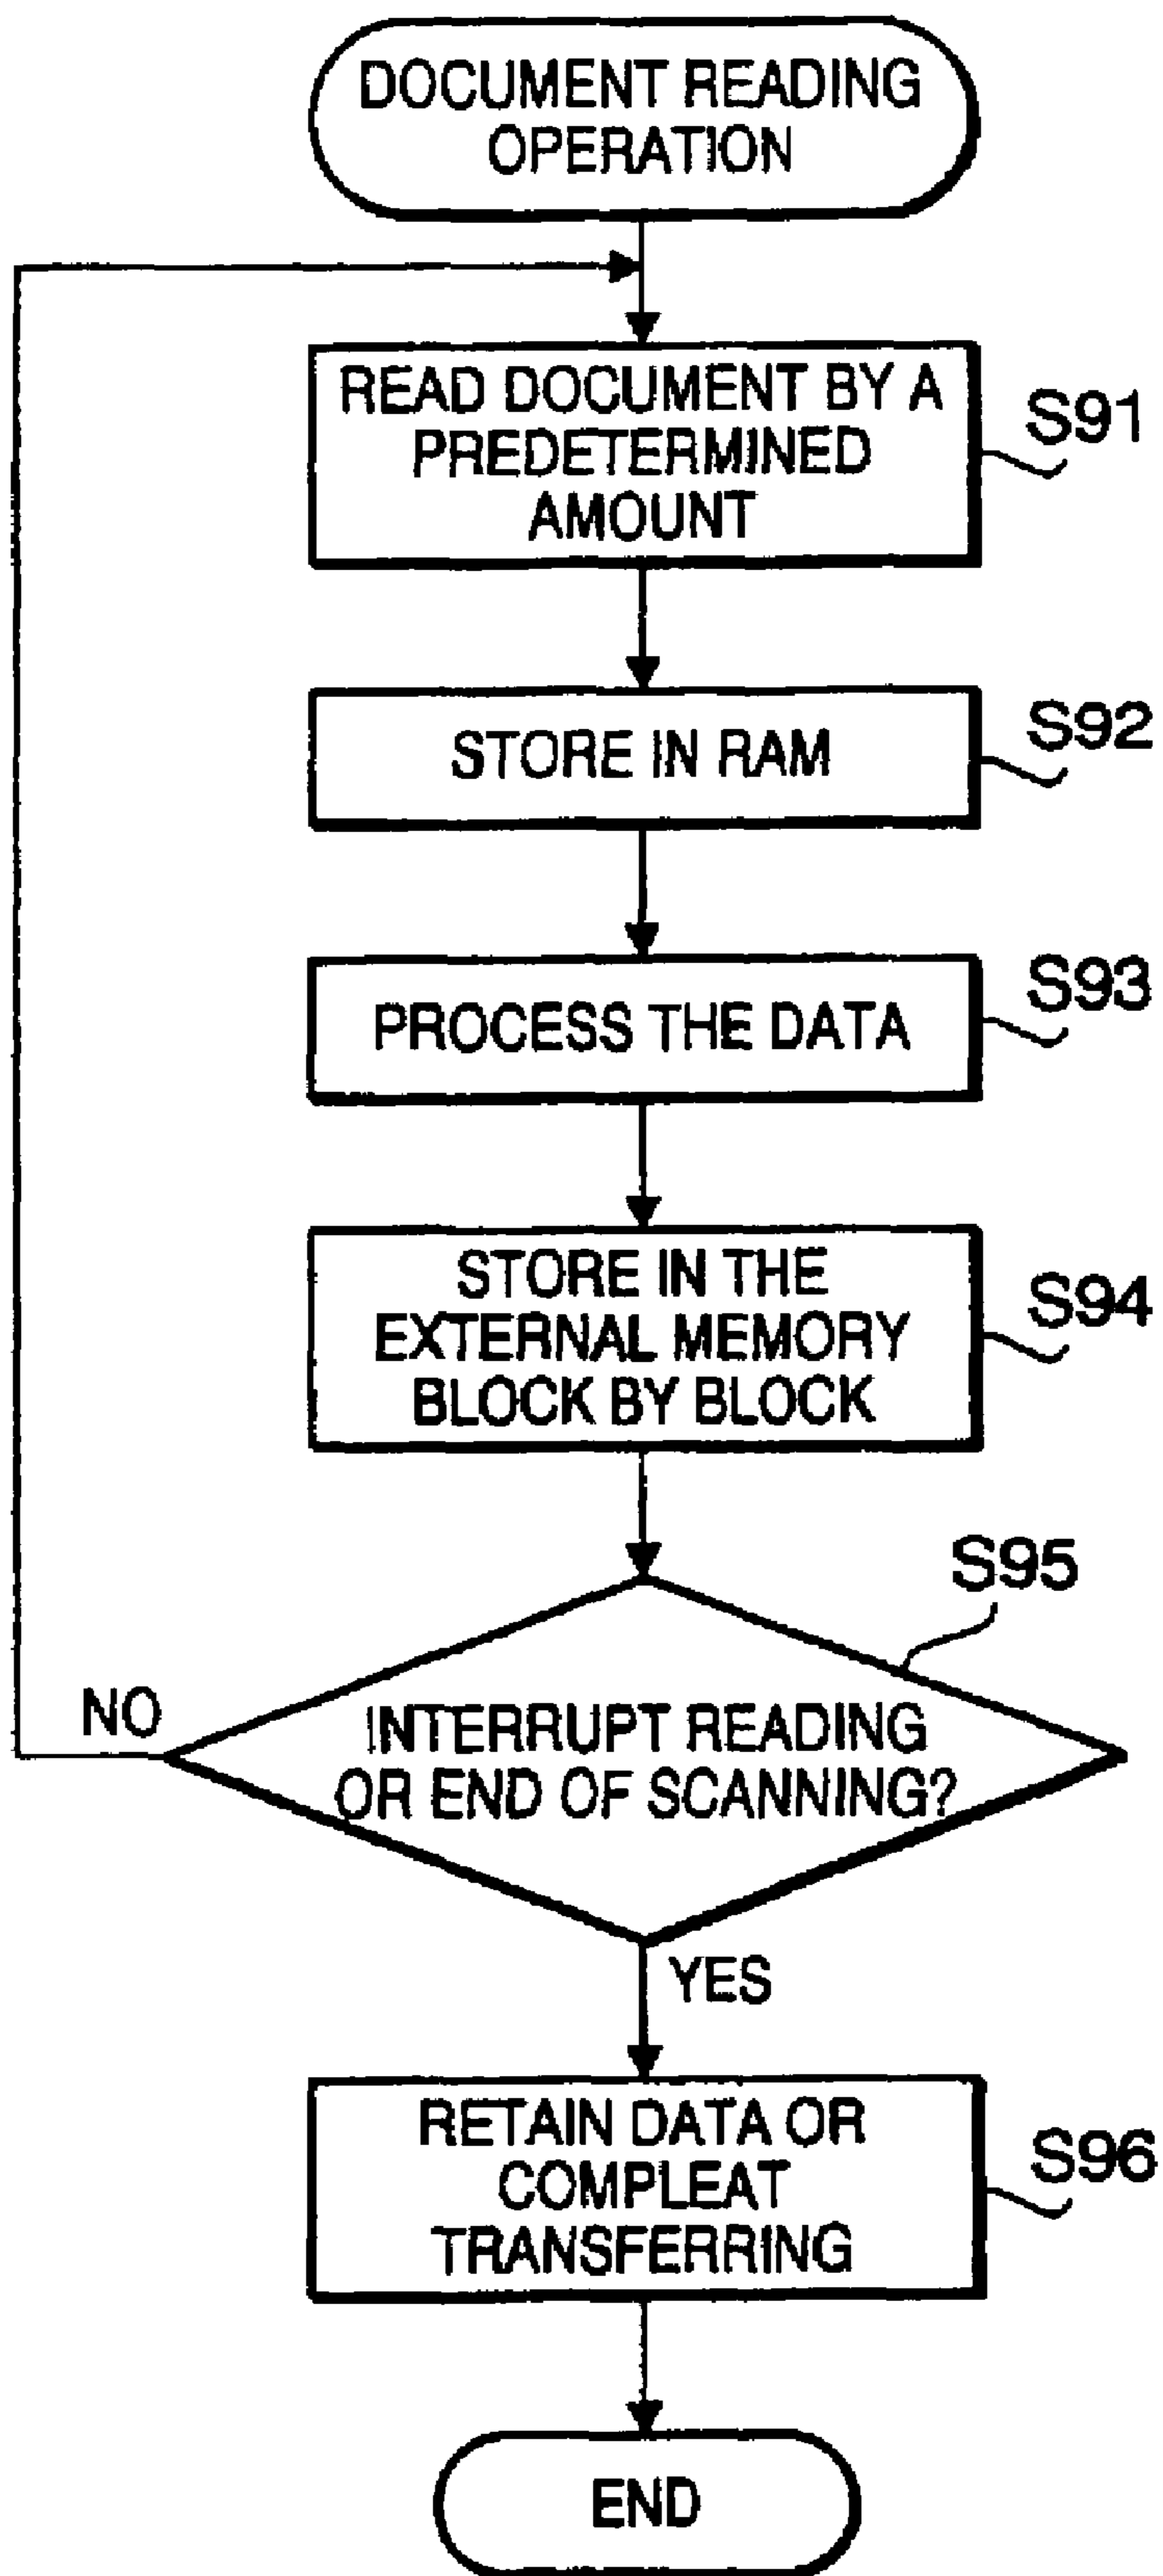 DOCUMENT READING
OPERATION
READ DOCUMENT BY A
PREDETERMINED
AMOUNT
S91
STORE IN RAM
S92
PROCESS THE DATA
S93
STORE IN THE
EXTERNAL MEMORY
BLOCK BY BLOCK
S94
S95
INTERRUPT READING
OR END OF SCANNING?
NO
YES
RETAIN DATA OR
COMPLEAT
TRANSFERRING
S96
END